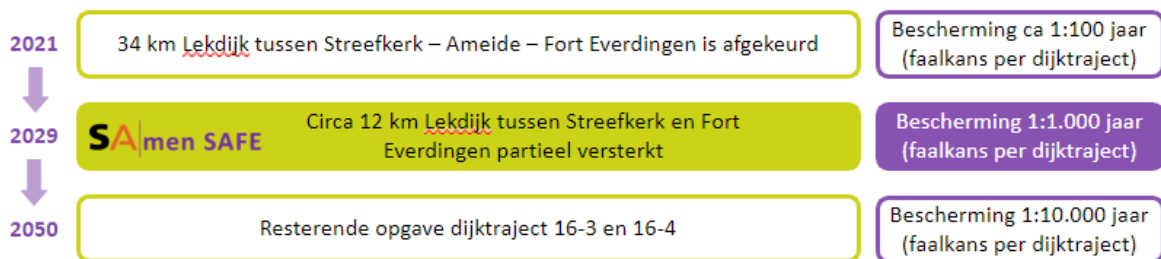 2021
34 km Lekdijk tussen Streefkerk – Ameide – Fort Everdingen is afgekeurd
Bescherming ca 1:100 jaar
(faalkans per dijktraject)
2029
SAmen SAFE
Circa 12 km Lekdijk tussen Streefkerk en Fort
Everdingen partieel versterkt
Bescherming 1:1.000 jaar
(faalkans per dijktraject)
2050
Resterende opgave dijktraject 16-3 en 16-4
Bescherming 1:10.000 jaar
(faalkans per dijktraject)